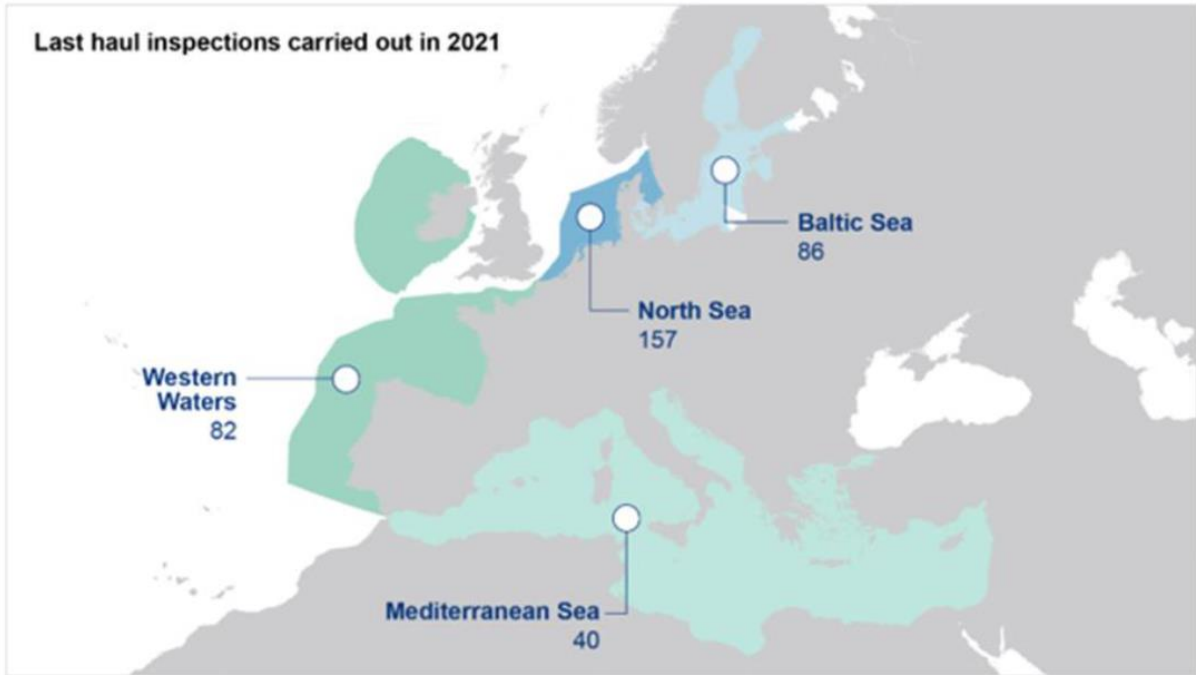 Last haul inspections carried out in 2021
Baltic Sea
86
North Sea
157
Western
Waters
82
Mediterranean Sea
40